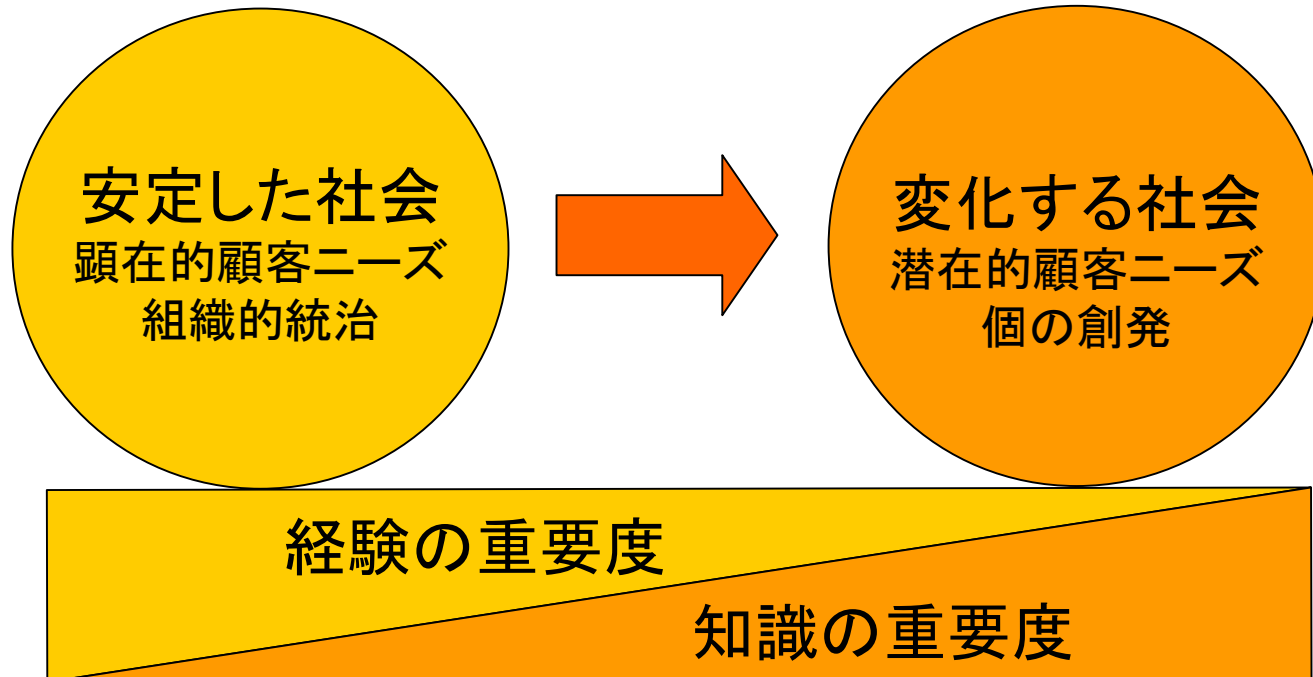 安定した社会
顕在的顧客ニーズ
組織的統治
変化する社会
潜在的顧客ニーズ
個の創発
経験の重要度
知識の重要度